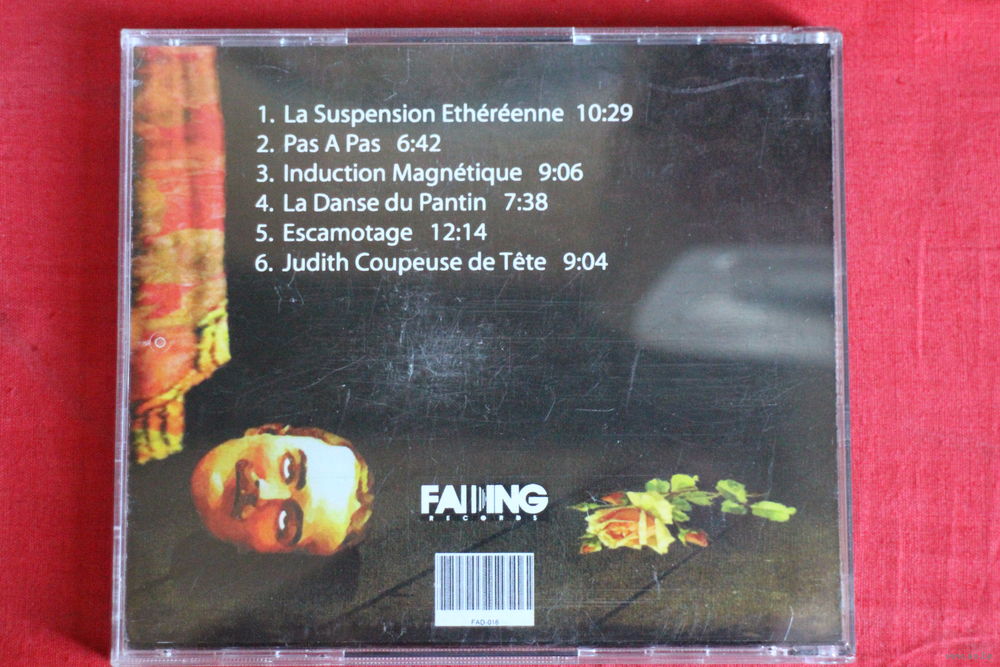 1. La Suspension Ethéréenne 10:29
2. Pas A Pas 6:42
3. Induction Magnétique 9:06
4. La Danse du Pantin 7:38
5. Escamotage 12:14
6. Judith Coupeuse de Tête 9:04
FADING
RECORDS
FAD-016